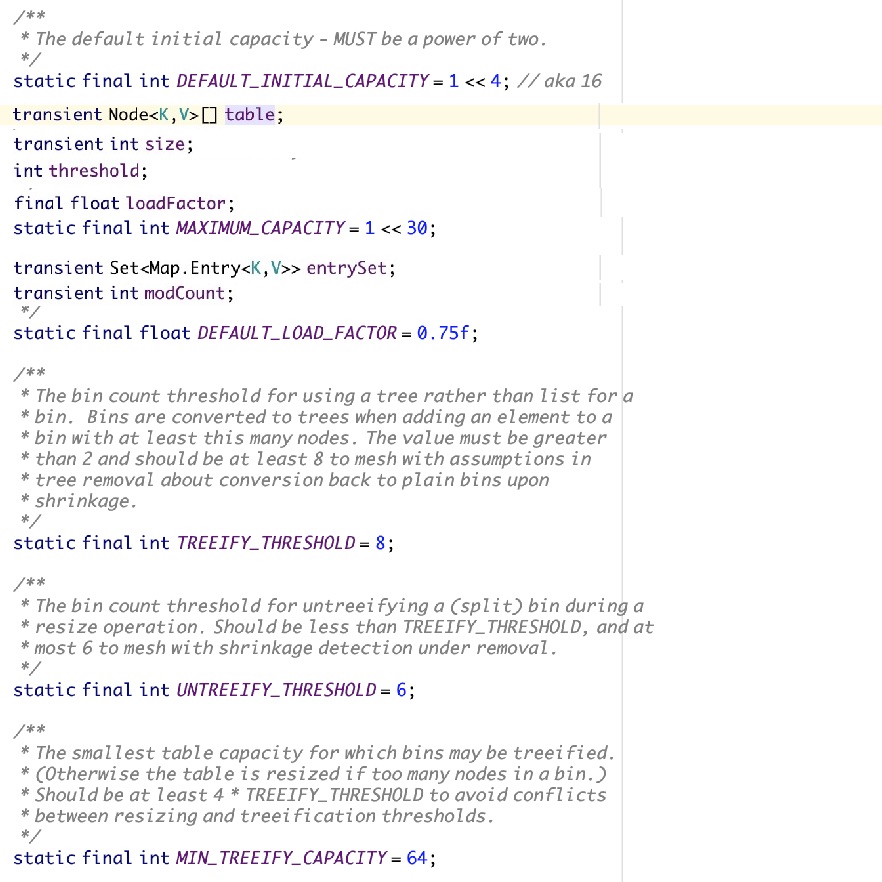 /**
 * The default initial capacity - MUST be a power of two.
 */
static final int DEFAULT_INITIAL_CAPACITY = 1 << 4; // aka 16
transient Node<K,V>[] table;
transient int size;
int threshold;
final float loadFactor;
static final int MAXIMUM_CAPACITY = 1 << 30;
transient Set<Map.Entry<K,V>> entrySet;
transient int modCount;
 */
static final float DEFAULT_LOAD_FACTOR = 0.75f;
/**
 * The bin count threshold for using a tree rather than list for a
 * bin.  Bins are converted to trees when adding an element to a
 * bin with at least this many nodes. The value must be greater
 * than 2 and should be at least 8 to mesh with assumptions in
 * tree removal about conversion back to plain bins upon
 * shrinkage.
 */
static final int TREEIFY_THRESHOLD = 8;
/**
 * The bin count threshold for untreeifying a (split) bin during a
 * resize operation. Should be less than TREEIFY_THRESHOLD, and at
 * most 6 to mesh with shrinkage detection under removal.
 */
static final int UNTREEIFY_THRESHOLD = 6;
/**
 * The smallest table capacity for which bins may be treeified.
 * (Otherwise the table is resized if too many nodes in a bin.)
 * Should be at least 4 * TREEIFY_THRESHOLD to avoid conflicts
 * between resizing and treeification thresholds.
 */
static final int MIN_TREEIFY_CAPACITY = 64;